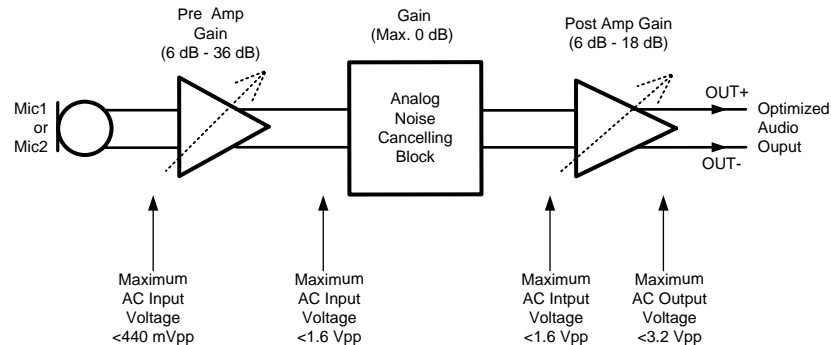 Pre Amp
Gain
(6 dB - 36 dB)
Gain
(Max. 0 dB)
Post Amp Gain
(6 dB - 18 dB)
Mic1
or
Mic2
Analog
Noise
Cancelling
Block
OUT+
OUT-
Optimized
Audio
Ouput
Maximum
AC Input
Voltage
<440 mVpp
Maximum
AC Input
Voltage
<1.6 Vpp
Maximum
AC Intput
Voltage
<1.6 Vpp
Maximum
AC Output
Voltage
<3.2 Vpp